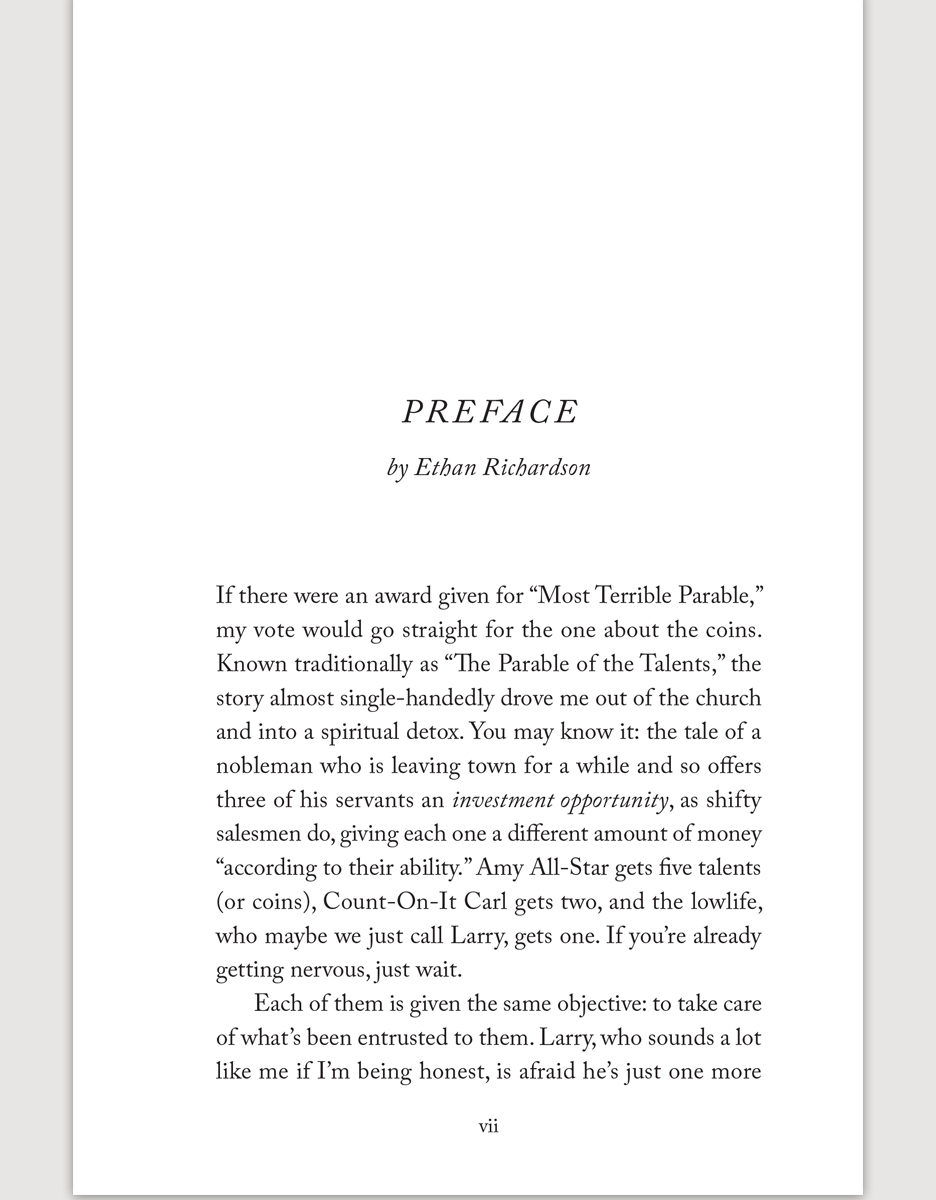 PREFACE
by Ethan Richardson
If there were an award given for “Most Terrible Parable,”
my vote would go straight for the one about the coins.
Known traditionally as “The Parable of the Talents,” the
story almost single-handedly drove me out of the church
and into a spiritual detox. You may know it: the tale of a
nobleman who is leaving town for a while and so offers
three of his servants an investment opportunity, as shifty
salesmen do, giving each one a different amount of money
“according to their ability.” Amy All-Star gets five talents
(or coins), Count-On-It Carl gets two, and the lowlife,
who maybe we just call Larry, gets one. If you’re already
getting nervous, just wait.
Each of them is given the same objective: to take care
of what’s been entrusted to them. Larry, who sounds a lot
like me if I’m being honest, is afraid he’s just one more
vii